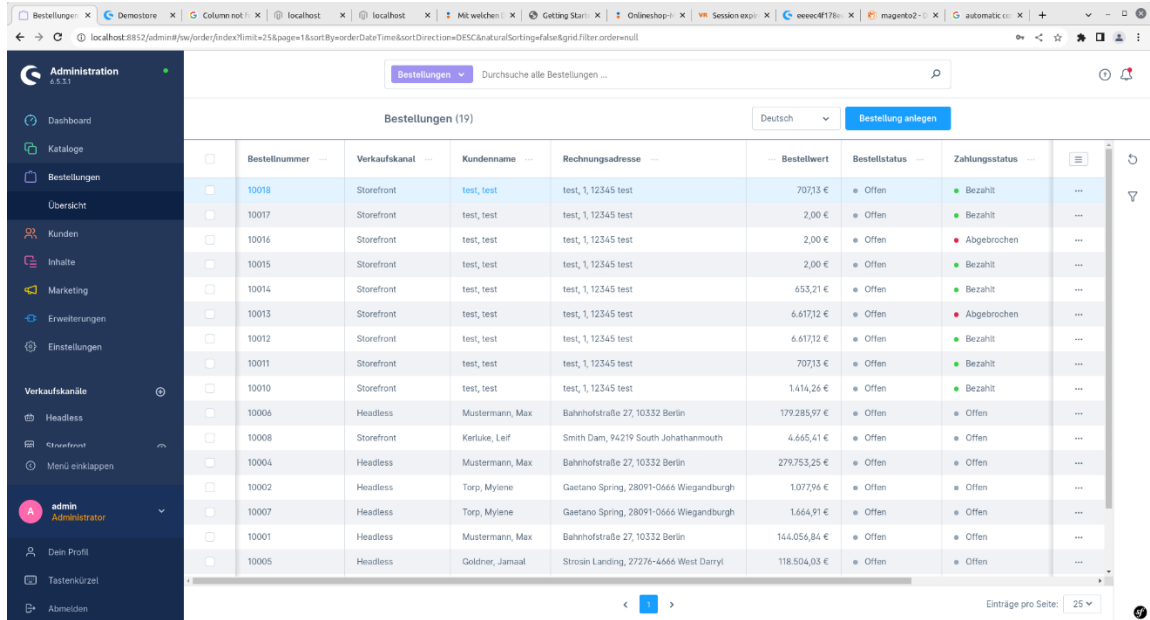 Bestellungen
Demostore
Column not f
localhost
localhost
Mit welchen
Getting Start
Onlineshop-
Session expi
eeeec4f178e
magento2 -
automatic co
localhost:8852/admin#/sw/order/index?limit=25&page=1&sortBy=orderDateTime&sortDirection=DESC&naturalSorting=false&grid.filter.order=null
Administration
6.5.3.1
Bestellungen Durchsuche alle Bestellungen ...
Bestellungen (19) Deutsch Bestellung anlegen
Dashboard
Kataloge
Bestellungen
Übersicht
Kunden
Inhalte
Marketing
Erweiterungen
Einstellungen
Verkaufskanäle
Headless
Storefront
Menü einklappen
A admin
Administrator
Dein Profil
Tastenkürzel
Abmelden
Bestellnummer Verkaufskanal Kundenname Rechnungsadresse Bestellwert Bestellstatus Zahlungsstatus
10018 Storefront test, test test, 1, 12345 test 707,13 € Offen Bezahlt
10017 Storefront test, test test, 1, 12345 test 2,00 € Offen Bezahlt
10016 Storefront test, test test, 1, 12345 test 2,00 € Offen Abgebrochen
10015 Storefront test, test test, 1, 12345 test 2,00 € Offen Bezahlt
10014 Storefront test, test test, 1, 12345 test 653,21 € Offen Bezahlt
10013 Storefront test, test test, 1, 12345 test 6.617,12 € Offen Abgebrochen
10012 Storefront test, test test, 1, 12345 test 6.617,12 € Offen Bezahlt
10011 Storefront test, test test, 1, 12345 test 707,13 € Offen Bezahlt
10010 Storefront test, test test, 1, 12345 test 1.414,26 € Offen Bezahlt
10006 Headless Mustermann, Max Bahnhofstraße 27, 10332 Berlin 179.285,97 € Offen Offen
10008 Storefront Kerluke, Leif Smith Dam, 94219 South Johathanmouth 4.665,41 € Offen Offen
10004 Headless Mustermann, Max Bahnhofstraße 27, 10332 Berlin 279.753,25 € Offen Offen
10002 Headless Torp, Mylene Gaetano Spring, 28091-0666 Wiegandburgh 1.077,96 € Offen Offen
10007 Headless Torp, Mylene Gaetano Spring, 28091-0666 Wiegandburgh 1.664,91 € Offen Offen
10001 Headless Mustermann, Max Bahnhofstraße 27, 10332 Berlin 144.056,84 € Offen Offen
10005 Headless Goldner, Jamaal Strosin Landing, 27276-4666 West Darryl 118.504,03 € Offen Offen
1
Einträge pro Seite: 25
sf